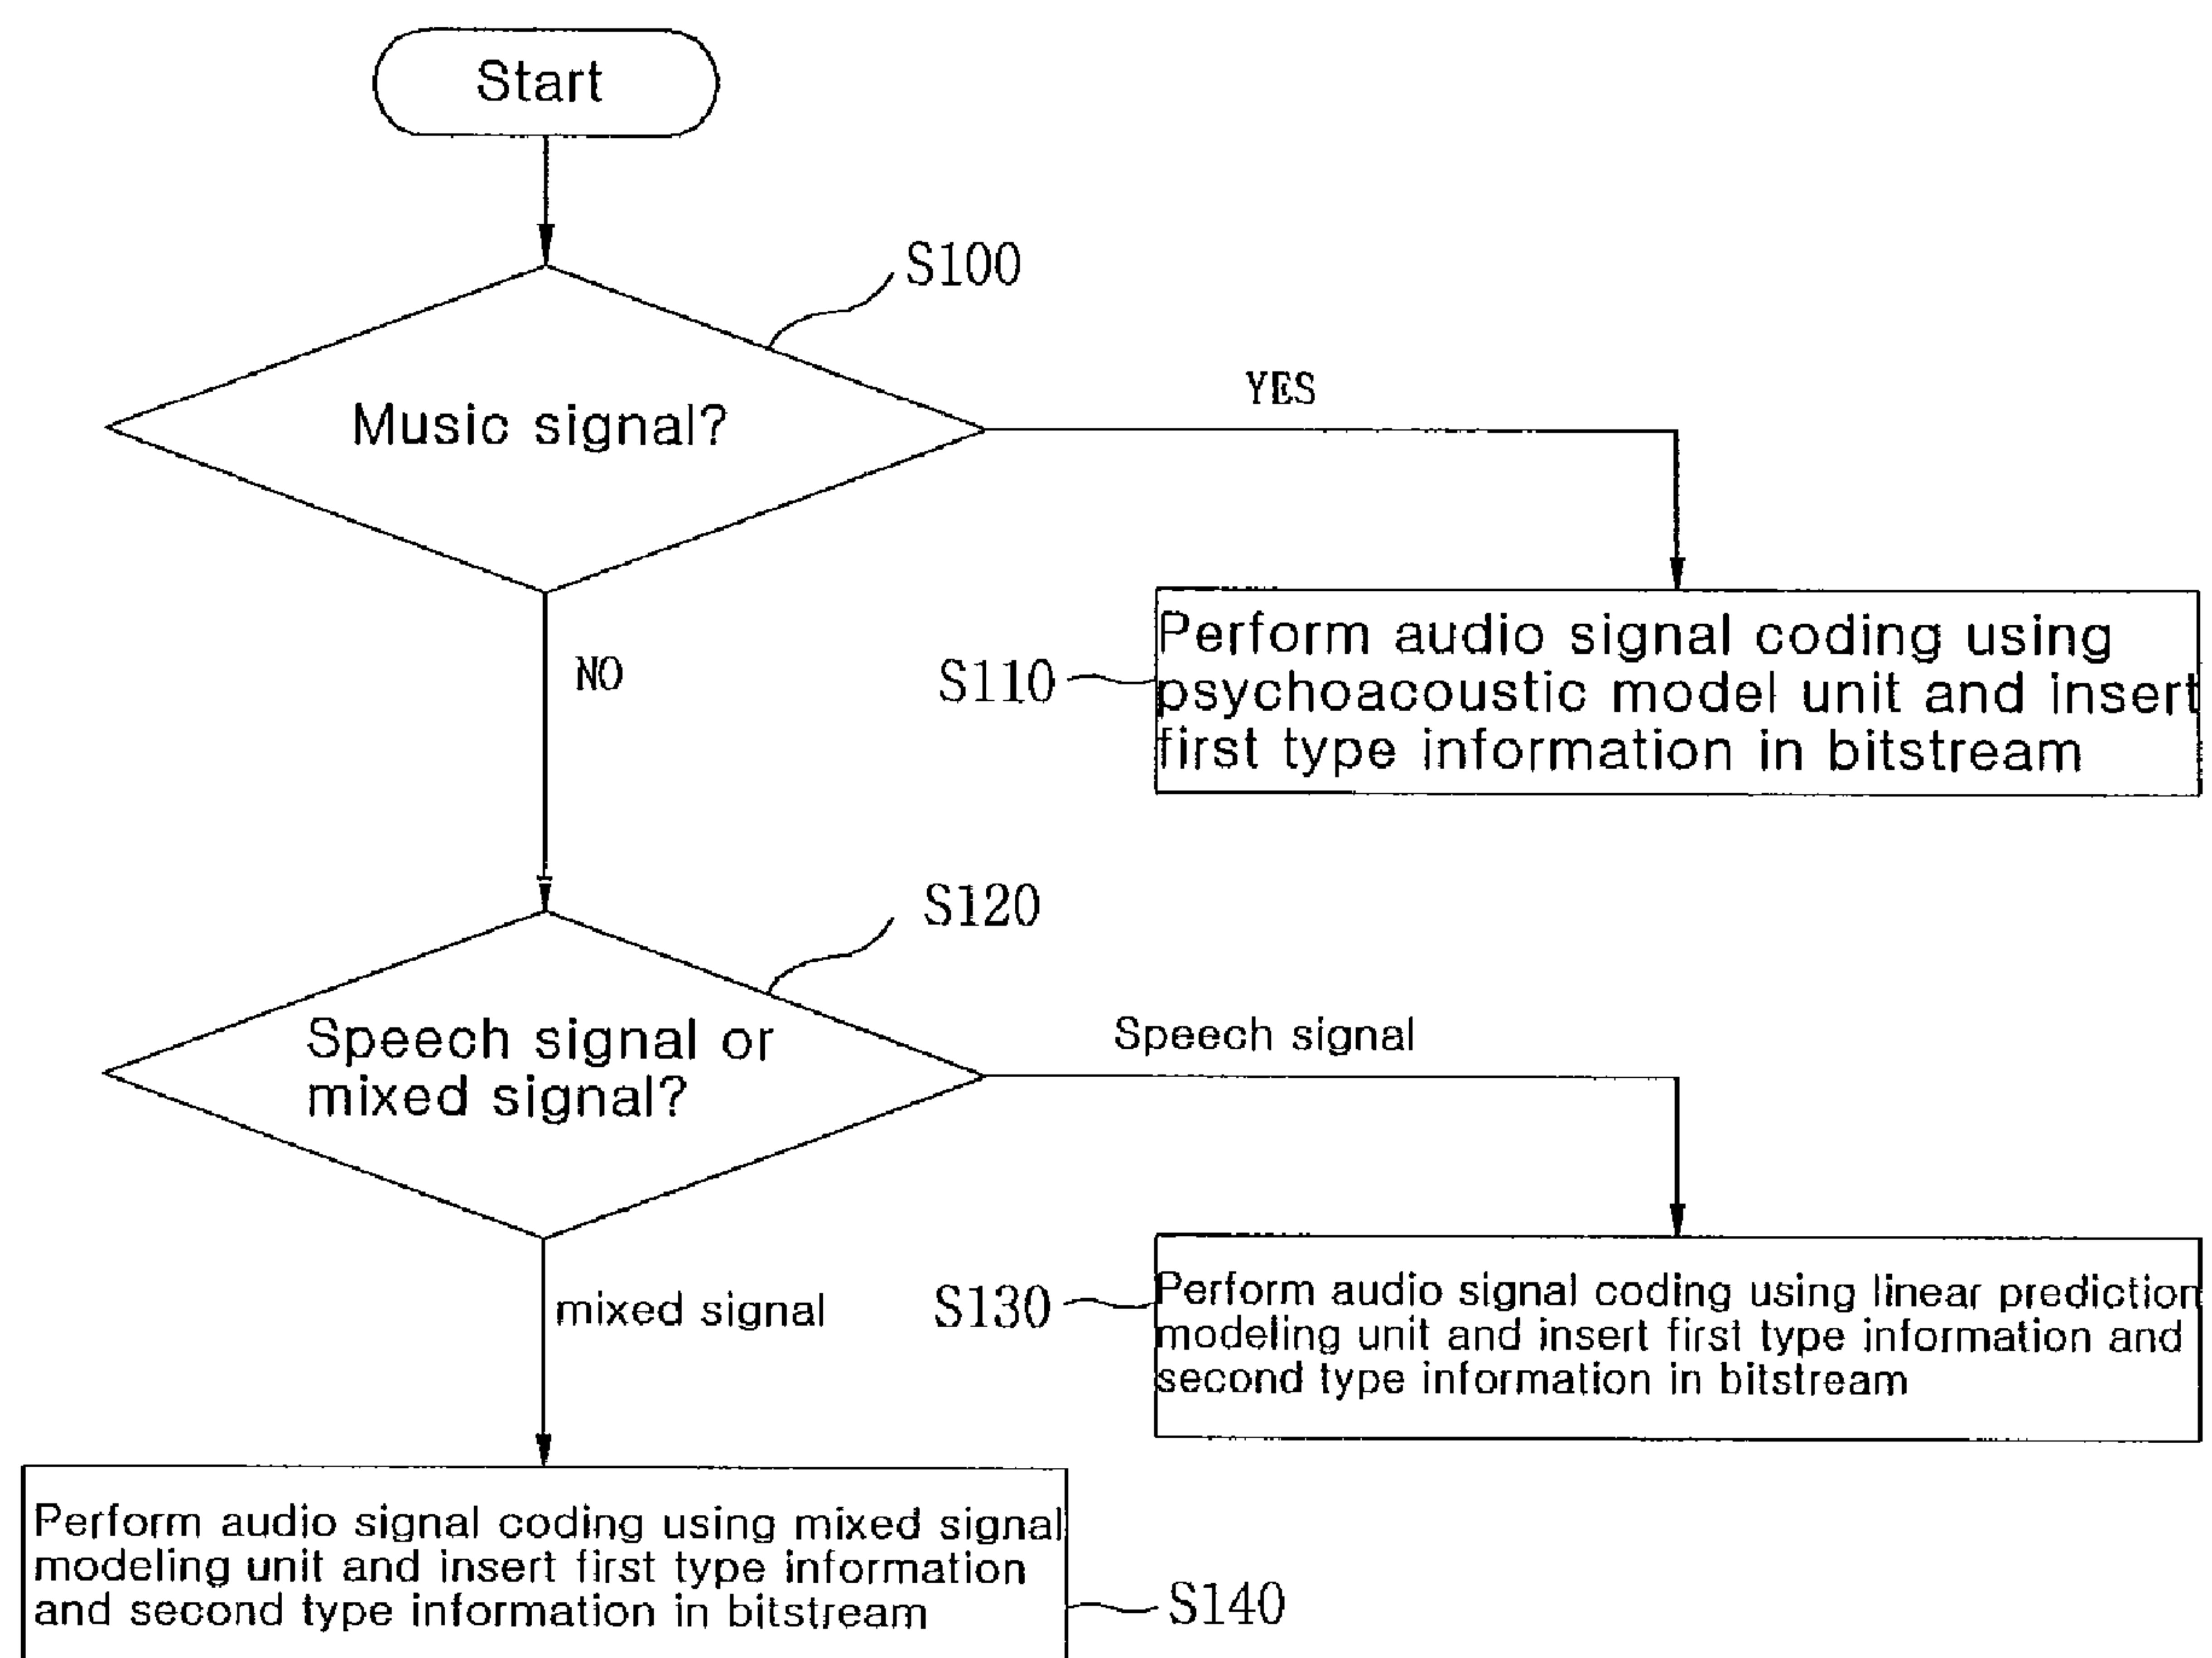 Start
S100
Music signal?
YES
NO
S110
Perform audio signal coding using
psychoacoustic model unit and insert
first type information in bitstream
S120
Speech signal or
mixed signal?
Speech signal
mixed signal
S130
Perform audio signal coding using linear prediction
modeling unit and insert first type information and
second type information in bitstream
Perform audio signal coding using mixed signal
modeling unit and insert first type information
and second type information in bitstream
S140